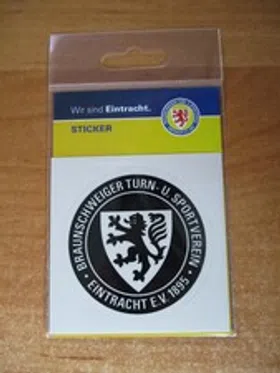 Wir sind Eintracht.
STICKER
BRAUNSCHWEIGER TURN- U. SPORTVEREIN
· EINTRACHT E.V. 1895 ·